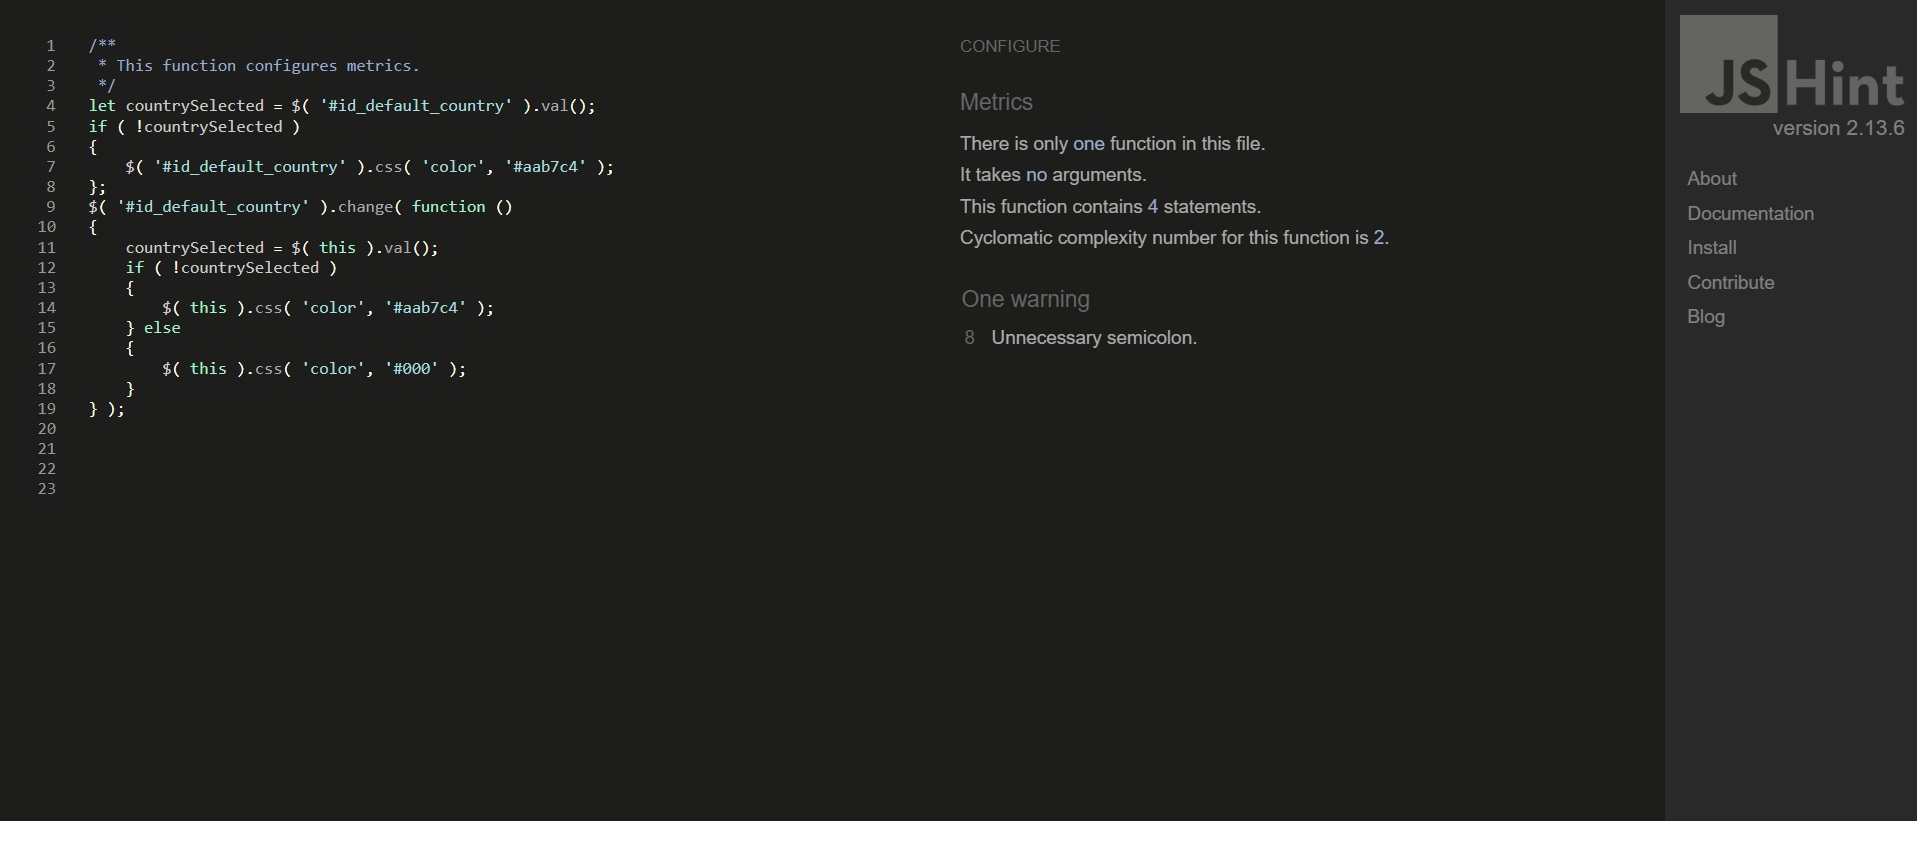 1 /**
2  * This function configures metrics.
3  */
4 let countrySelected = $( '#id_default_country' ).val();
5 if ( !countrySelected )
6 {
7     $( '#id_default_country' ).css( 'color', '#aab7c4' );
8 };
9 $( '#id_default_country' ).change( function ()
10 {
11     countrySelected = $( this ).val();
12     if ( !countrySelected )
13     {
14         $( this ).css( 'color', '#aab7c4' );
15     } else
16     {
17         $( this ).css( 'color', '#000' );
18     }
19 } );
20
21
22
23
CONFIGURE
Metrics
There is only one function in this file.
It takes no arguments.
This function contains 4 statements.
Cyclomatic complexity number for this function is 2.
One warning
8 Unnecessary semicolon.
JSHint
version 2.13.6
About
Documentation
Install
Contribute
Blog